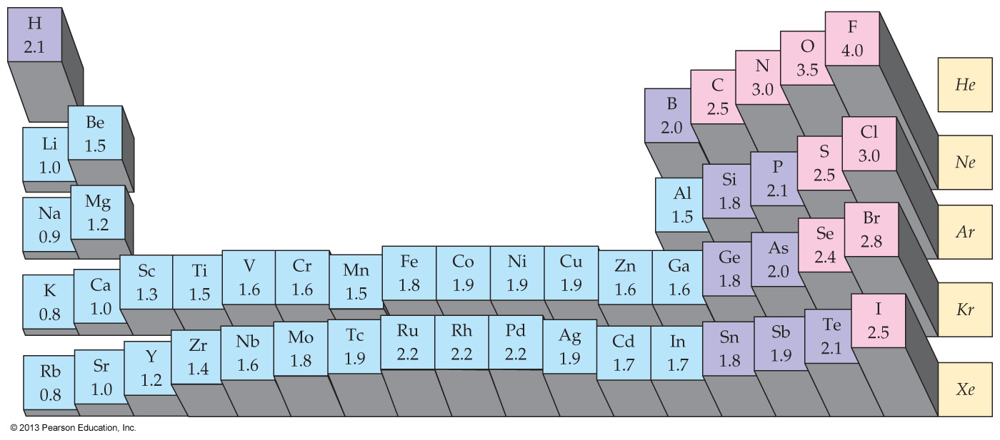 H
2.1
He
Li
1.0
Be
1.5
B
2.0
C
2.5
N
3.0
O
3.5
F
4.0
Ne
Na
0.9
Mg
1.2
Al
1.5
Si
1.8
P
2.1
S
2.5
Cl
3.0
Ar
K
0.8
Ca
1.0
Sc
1.3
Ti
1.5
V
1.6
Cr
1.6
Mn
1.5
Fe
1.8
Co
1.9
Ni
1.9
Cu
1.9
Zn
1.6
Ga
1.6
Ge
1.8
As
2.0
Se
2.4
Br
2.8
Kr
Rb
0.8
Sr
1.0
Y
1.2
Zr
1.4
Nb
1.6
Mo
1.8
Tc
1.9
Ru
2.2
Rh
2.2
Pd
2.2
Ag
1.9
Cd
1.7
In
1.7
Sn
1.8
Sb
1.9
Te
2.1
I
2.5
Xe
© 2013 Pearson Education, Inc.